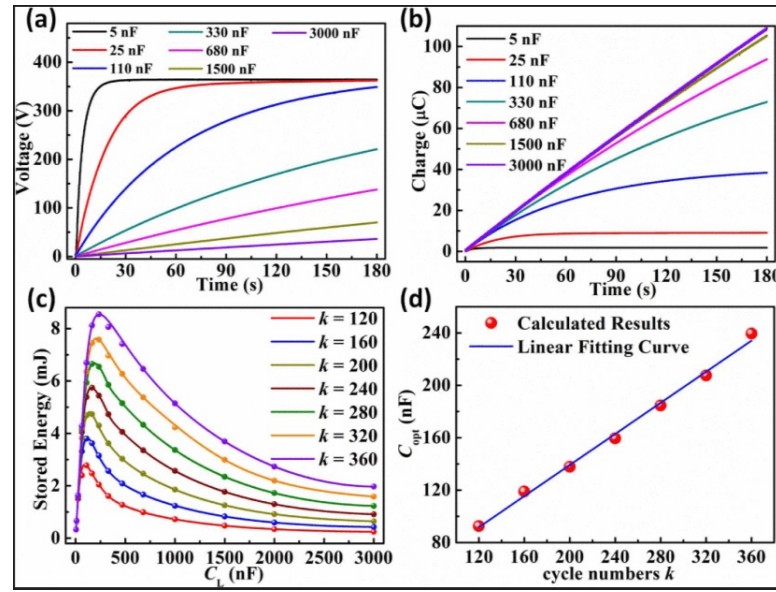 (a)
5 nF 330 nF 3000 nF
25 nF 680 nF
110 nF 1500 nF
400
300
200
100
0
Voltage (V)
0 30 60 90 120 150 180
Time (s)
(b)
5 nF
25 nF
110 nF
330 nF
680 nF
1500 nF
3000 nF
100
80
60
40
20
0
Charge (μC)
0 30 60 90 120 150 180
Time (s)
(c)
k = 120
k = 160
k = 200
k = 240
k = 280
k = 320
k = 360
8
6
4
2
0
Stored Energy (mJ)
0 500 1000 1500 2000 2500 3000
CL (nF)
(d)
Calculated Results
Linear Fitting Curve
240
200
160
120
80
Copt (nF)
120 160 200 240 280 320 360
cycle numbers k